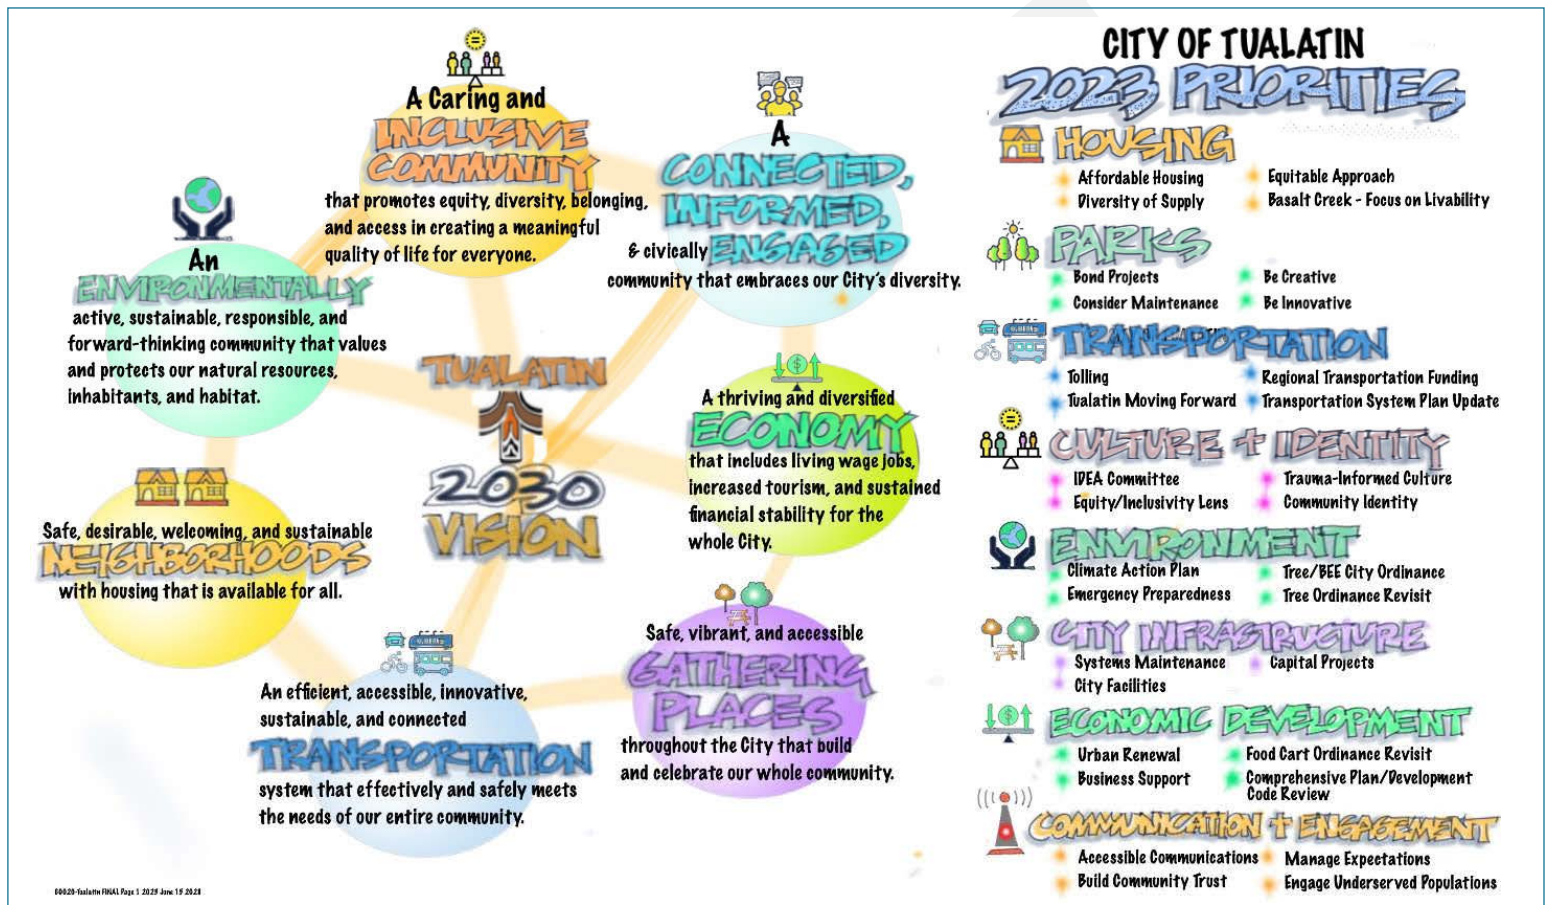 A Caring and
INCLUSIVE
COMMUNITY
that promotes equity, diversity, belonging,
and access in creating a meaningful
quality of life for everyone.
A
CONNECTED,
INFORMED,
& civically ENGAGED
community that embraces our City's diversity.
An
ENVIRONMENTALLY
active, sustainable, responsible, and
forward-thinking community that values
and protects our natural resources,
inhabitants, and habitat.
TUALATIN
2030
VISION
A thriving and diversified
ECONOMY
that includes living wage jobs,
increased tourism, and sustained
financial stability for the
whole City.
Safe, desirable, welcoming, and sustainable
NEIGHBORHOODS
with housing that is available for all.
Safe, vibrant, and accessible
GATHERING
PLACES
throughout the City that build
and celebrate our whole community.
An efficient, accessible, innovative,
sustainable, and connected
TRANSPORTATION
system that effectively and safely meets
the needs of our entire community.
CITY OF TUALATIN
2023 PRIORITIES
HOUSING
Affordable Housing
Diversity of Supply
Equitable Approach
Basalt Creek - Focus on Livability
PARKS
Bond Projects
Consider Maintenance
Be Creative
Be Innovative
TRANSPORTATION
Tolling
Tualatin Moving Forward
Regional Transportation Funding
Transportation System Plan Update
CULTURE + IDENTITY
IDEA Committee
Equity/Inclusivity Lens
Trauma-Informed Culture
Community Identity
ENVIRONMENT
Climate Action Plan
Emergency Preparedness
Tree/BEE City Ordinance
Tree Ordinance Revisit
CITY INFRASTRUCTURE
Systems Maintenance
City Facilities
Capital Projects
ECONOMIC DEVELOPMENT
Urban Renewal
Business Support
Food Cart Ordinance Revisit
Comprehensive Plan/Development
Code Review
COMMUNICATION + ENGAGEMENT
Accessible Communications
Build Community Trust
Manage Expectations
Engage Underserved Populations